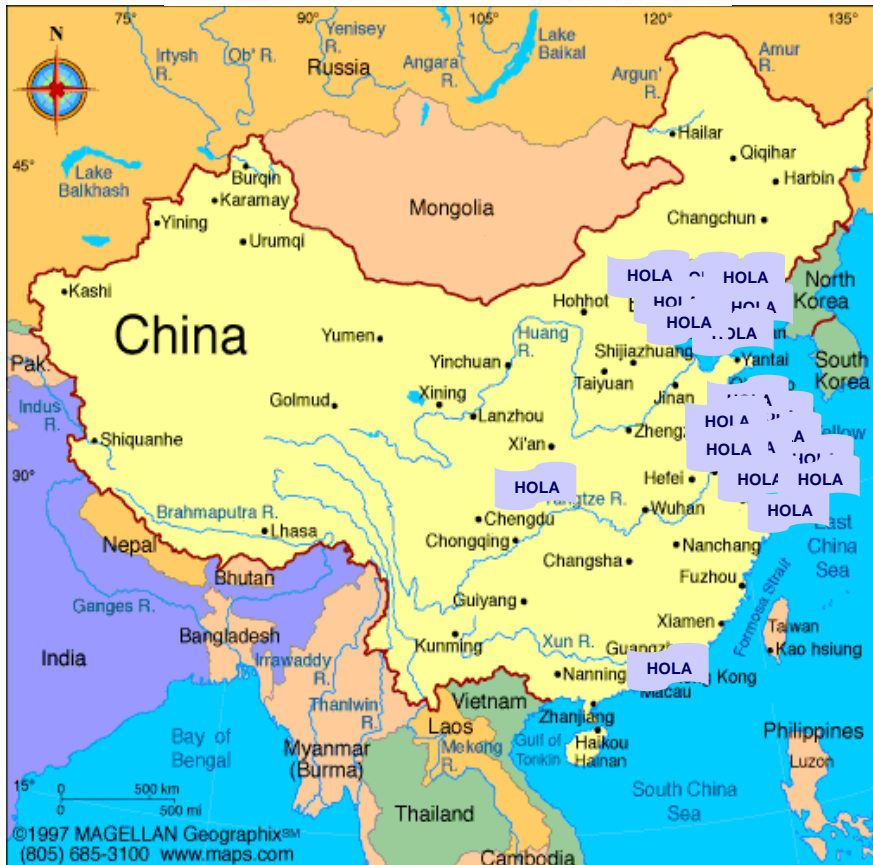 75°
90°
105°
120°
135°
N
Irtysh
R.
Ob' R.
Yenisey
R.
Russia
Angara
R.
Lake
Baikal
Argun'
R.
Amur
R.
45°
Lake
Balkhash
Burqin
Karamay
Yining
Urumqi
Kashi
Mongolia
Hailar
Qiqihar
Harbin
Changchun
HOLA
HOLA
HOLA
HOLA
HOLA
HOLA
North
Korea
South
Korea
Hohhot
China
Yumen
Huang
R.
Yinchuan
Shijiazhuang
Taiyuan
Yantai
Jinan
Pak.
Indus
R.
Golmud
Xining
Lanzhou
Xi'an
Shiquanhe
HOLA
HOLA
HOLA
HOLA
HOLA
HOLA
HOLA
30°
HOLA
Hefei
Wuhan
Yangtze R.
Brahmaputra R.
Lhasa
Chengdu
Chongqing
Nepal
Bhutan
Changsha
Nanchang
Fuzhou
East
China
Sea
Formosa Strait
Ganges R.
Bangladesh
Guiyang
Xiamen
Taiwan
Kao hsiung
India
Kunming
Xun R.
Irrawaddy
R.
Nanning
HOLA
Kong
Macau
Thanlwin
R.
Vietnam
Laos
Zhanjiang
Haikou
Hainan
Gulf of
Tonkin
Mekong
R.
Bay of
Bengal
Myanmar
(Burma)
Philippines
Luzon
South China
Sea
15°
0
500 km
0
500 mi
Thailand
Cambodia
©1997 MAGELLAN Geographix℠
(805) 685-3100 www.maps.com